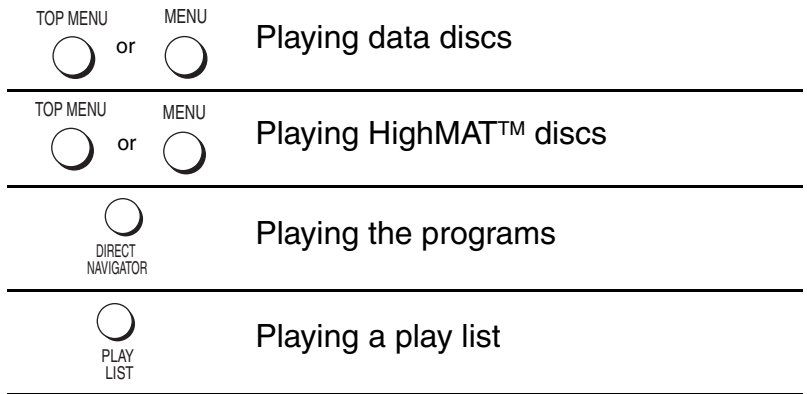 TOP MENU or MENU Playing data discs
TOP MENU or MENU Playing HighMAT™ discs
DIRECT NAVIGATOR Playing the programs
PLAY LIST Playing a play list